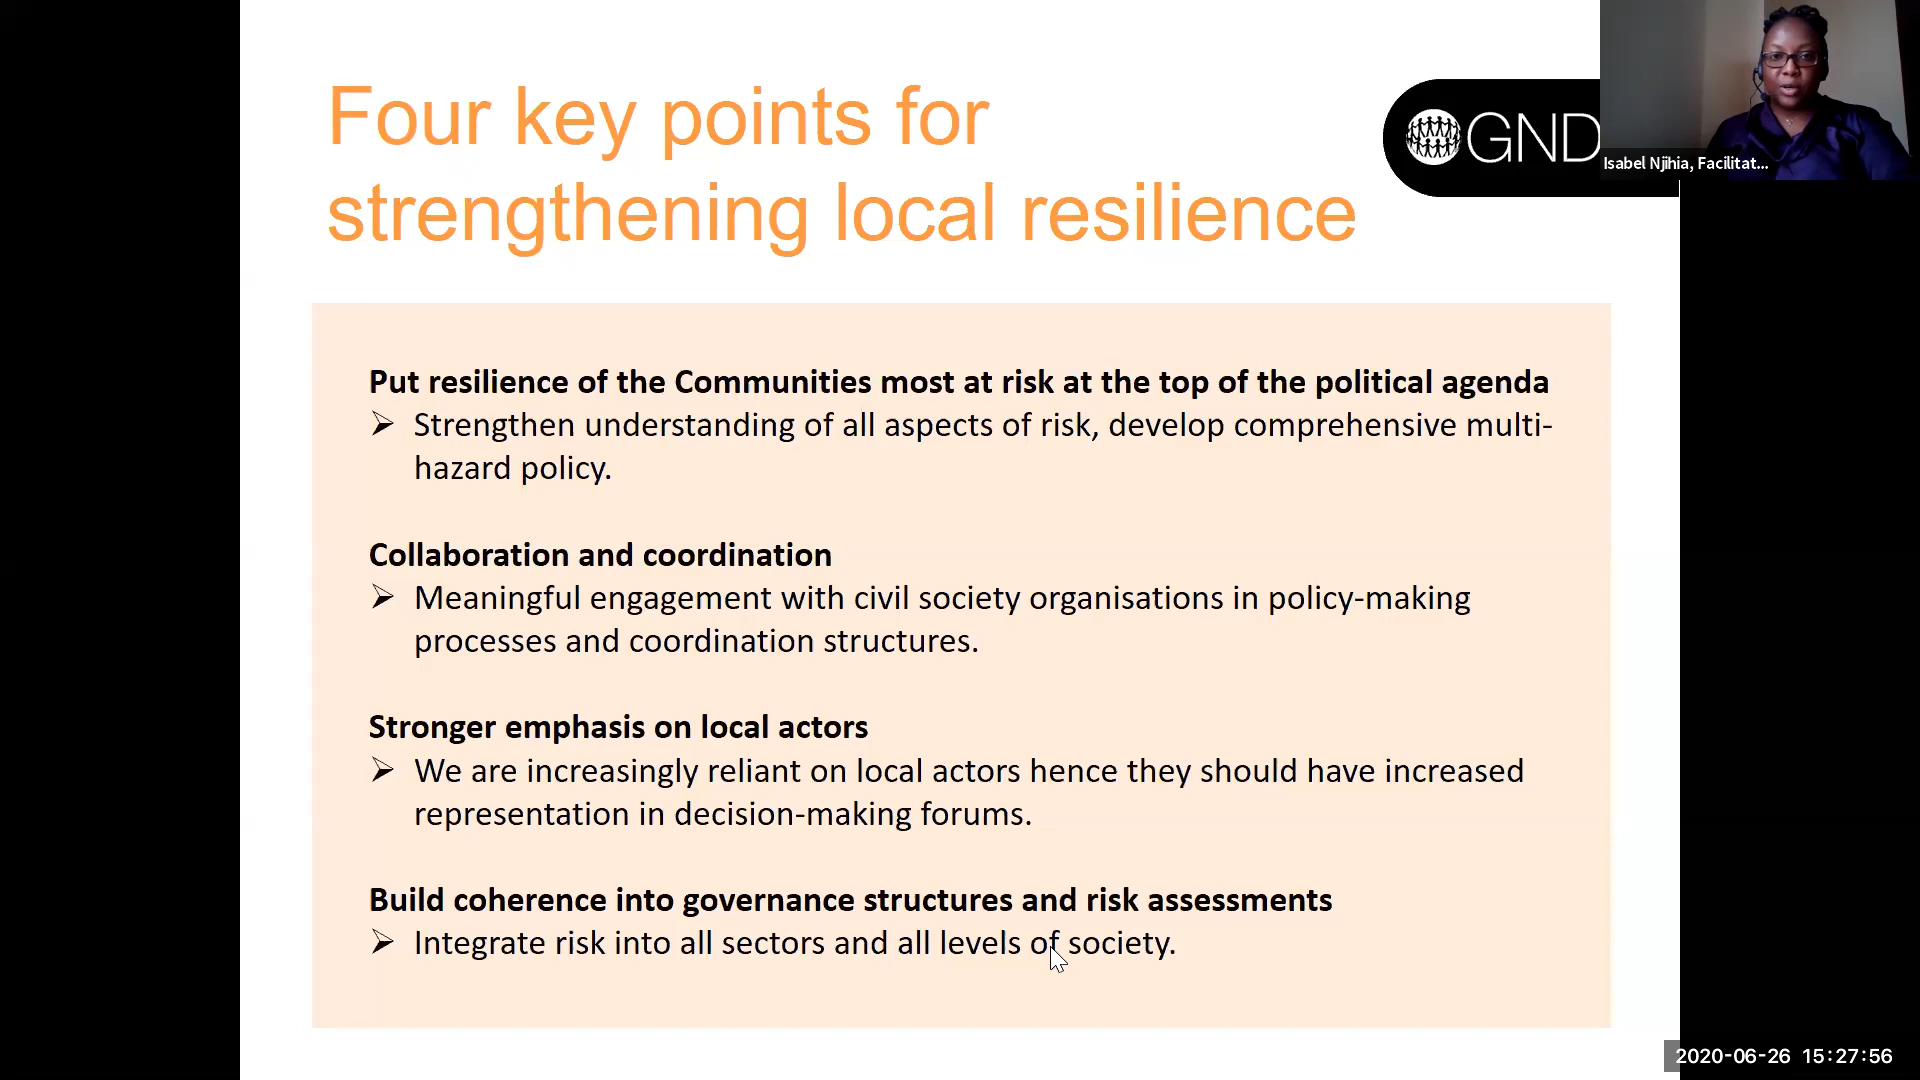 Four key points for
strengthening local resilience
GND
Isabel Njihia, Facilitat...
Put resilience of the Communities most at risk at the top of the political agenda
➢ Strengthen understanding of all aspects of risk, develop comprehensive multi-
hazard policy.
Collaboration and coordination
➢ Meaningful engagement with civil society organisations in policy-making
processes and coordination structures.
Stronger emphasis on local actors
➢ We are increasingly reliant on local actors hence they should have increased
representation in decision-making forums.
Build coherence into governance structures and risk assessments
➢ Integrate risk into all sectors and all levels of society.
2020-06-26 15:27:56